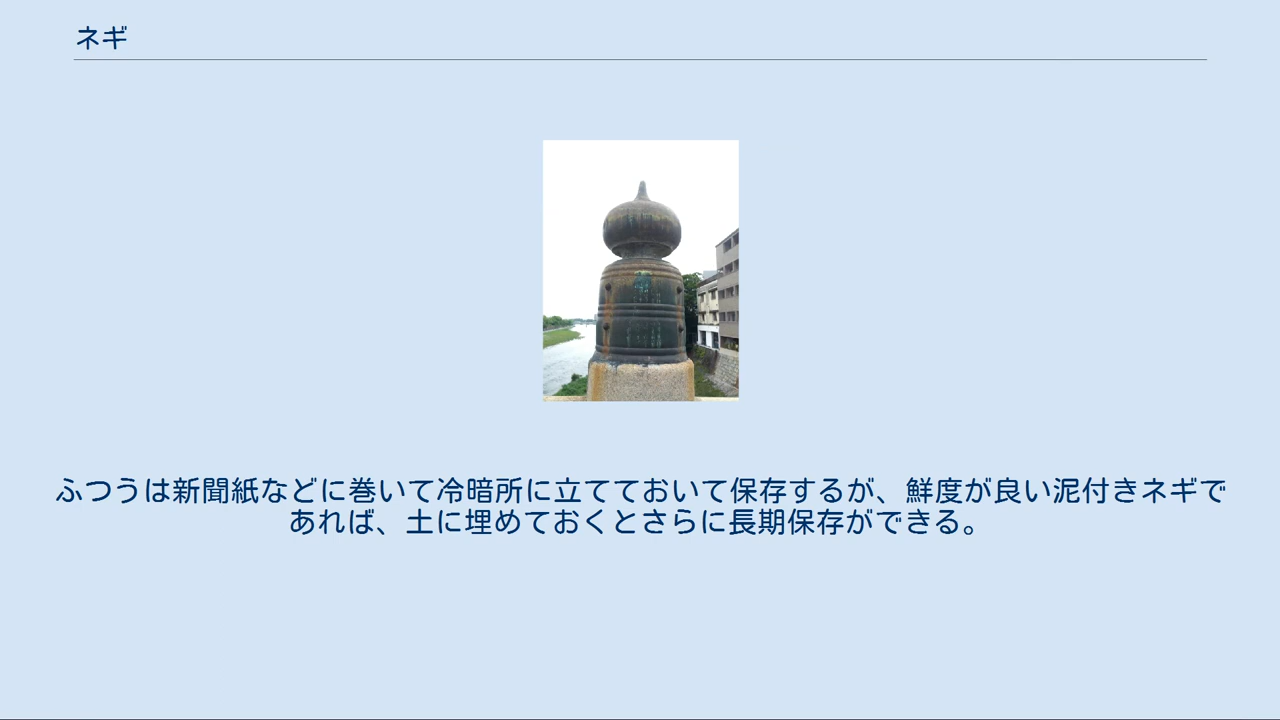 ネギ
ふつうは新聞紙などに巻いて冷暗所に立てておいて保存するが、鮮度が良い泥付きネギで
あれば、土に埋めておくとさらに長期保存ができる。